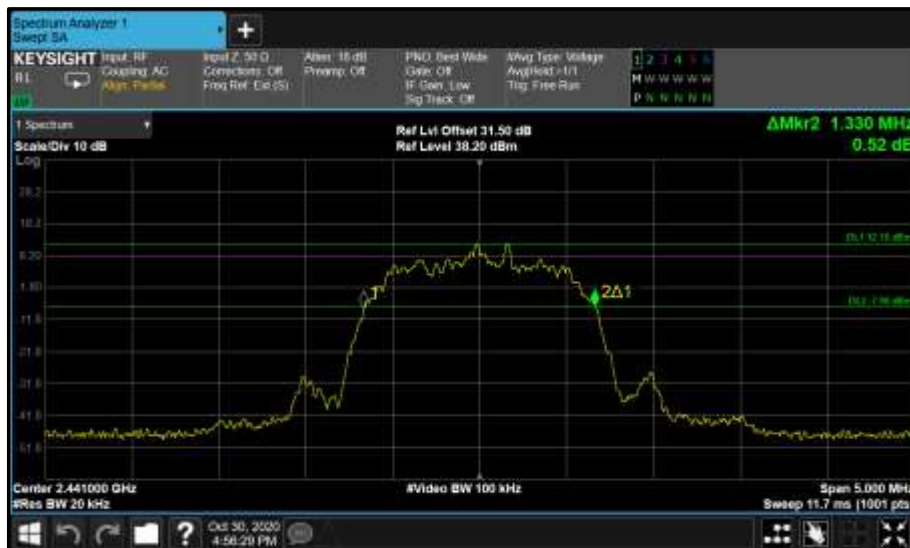 Spectrum Analyzer 1
Swept SA
+
KEYSIGHT
Input: RF
Coupling: AC
Align: Partial
Input Z: 50 Ω
Corrections: Off
Freq Ref: Ext (S)
Atten: 16 dB
Preamp: Off
PNO: Best Wide
Gate: Off
IF Gain: Low
Sig Track: Off
Avg Type: Voltage
Avg|Hold:>1/1
Trig: Free Run
1 2 3 4 5 6
M W W W W W
P N N N N N
1 Spectrum
Scale/Div 10 dB
Log
Ref Lvl Offset 31.50 dB
Ref Level 38.20 dBm
ΔMkr2 1.330 MHz
0.52 dB
28.2
18.2
8.20
-1.80
-11.8
-21.8
-31.8
-41.8
-51.8
1
2Δ1
Center 2.441000 GHz
#Res BW 20 kHz
#Video BW 100 kHz
Span 5.000 MHz
Sweep 11.7 ms (1001 pts
?
Oct 30, 2020
4:56:29 PM